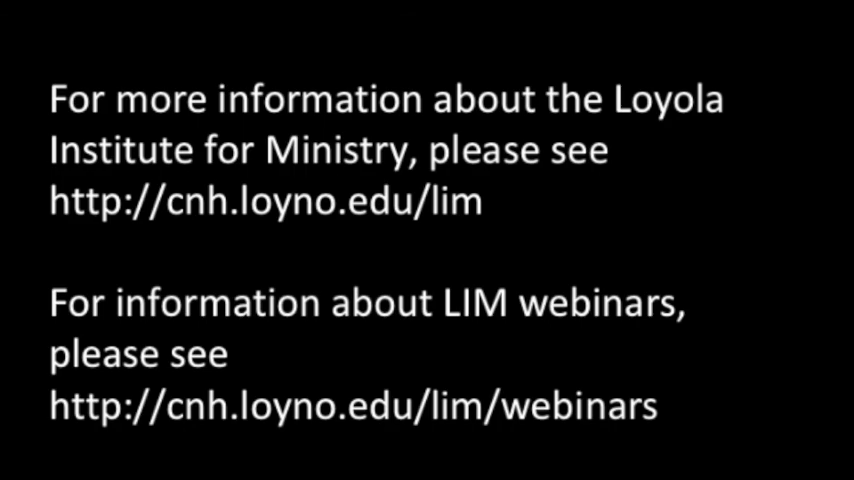 For more information about the Loyola
Institute for Ministry, please see
http://cnh.loyno.edu/lim
For information about LIM webinars,
please see
http://cnh.loyno.edu/lim/webinars